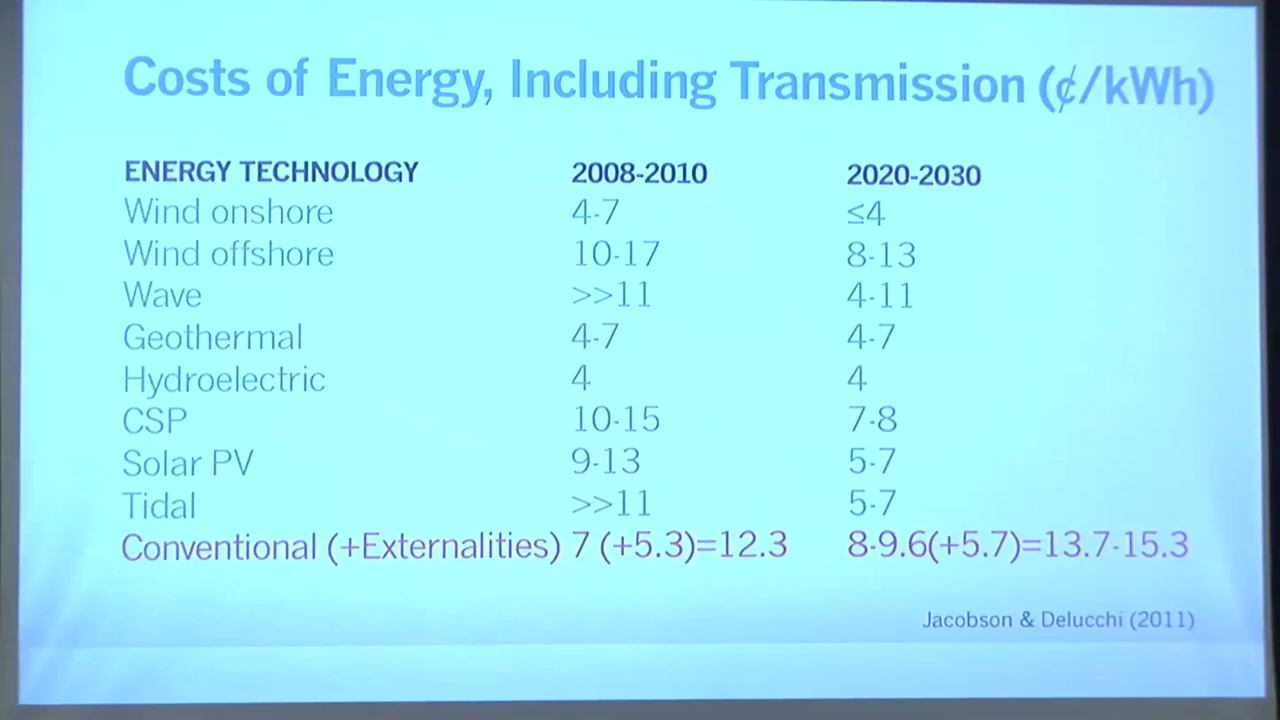 Costs of Energy, Including Transmission (¢/kWh)
ENERGY TECHNOLOGY 2008-2010 2020-2030
Wind onshore 4-7 ≤4
Wind offshore 10-17 8-13
Wave >>11 4-11
Geothermal 4-7 4-7
Hydroelectric 4 4
CSP 10-15 7-8
Solar PV 9-13 5-7
Tidal >>11 5-7
Conventional (+Externalities) 7 (+5.3)=12.3 8-9.6(+5.7)=13.7-15.3
Jacobson & Delucchi (2011)